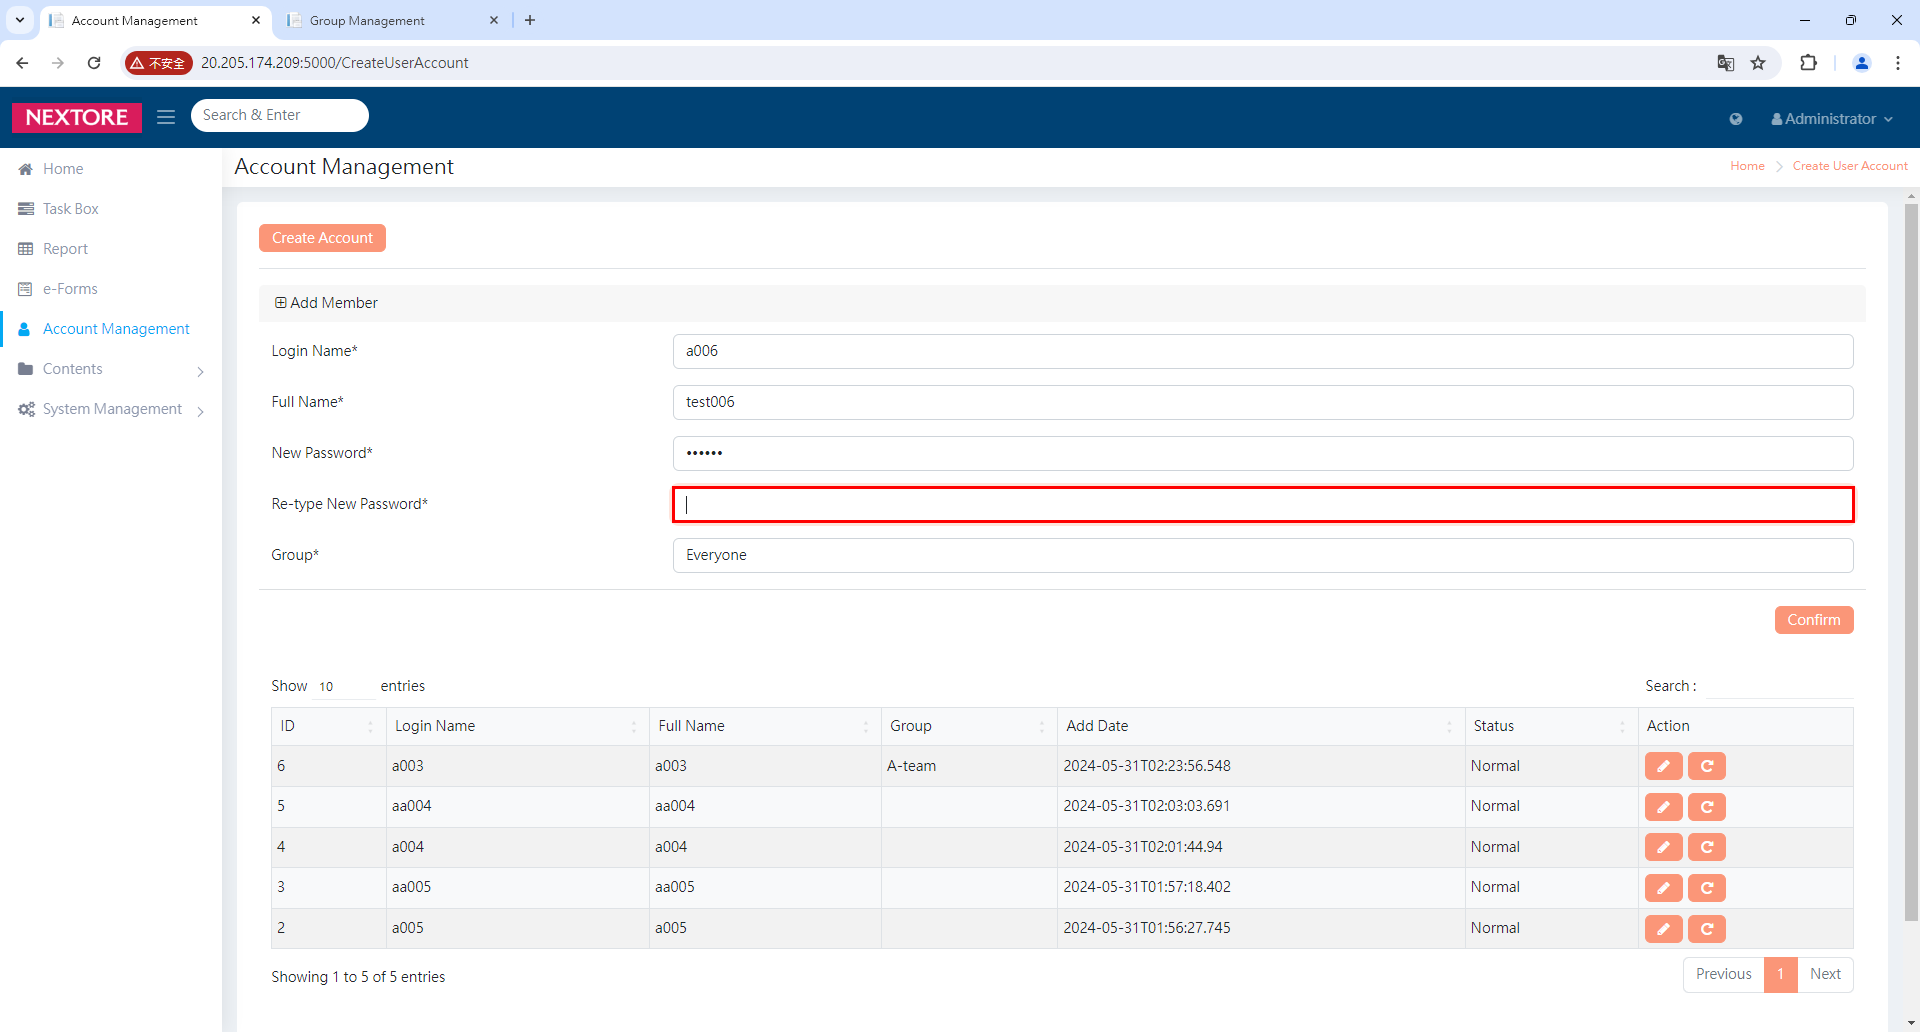 Account Management
Group Management
不安全
20.205.174.209:5000/CreateUserAccount
NEXTORE
Search & Enter
Administrator
Home
Task Box
Report
e-Forms
Account Management
Contents
System Management
Account Management
Home
Create User Account
Create Account
Add Member
Login Name*
a006
Full Name*
test006
New Password*
••••••
Re-type New Password*
Group*
Everyone
Confirm
Show 10 entries
Search :
ID Login Name Full Name Group Add Date Status Action
6 a003 a003 A-team 2024-05-31T02:23:56.548 Normal
5 aa004 aa004 2024-05-31T02:03:03.691 Normal
4 a004 a004 2024-05-31T02:01:44.94 Normal
3 aa005 aa005 2024-05-31T01:57:18.402 Normal
2 a005 a005 2024-05-31T01:56:27.745 Normal
Showing 1 to 5 of 5 entries
Previous 1 Next